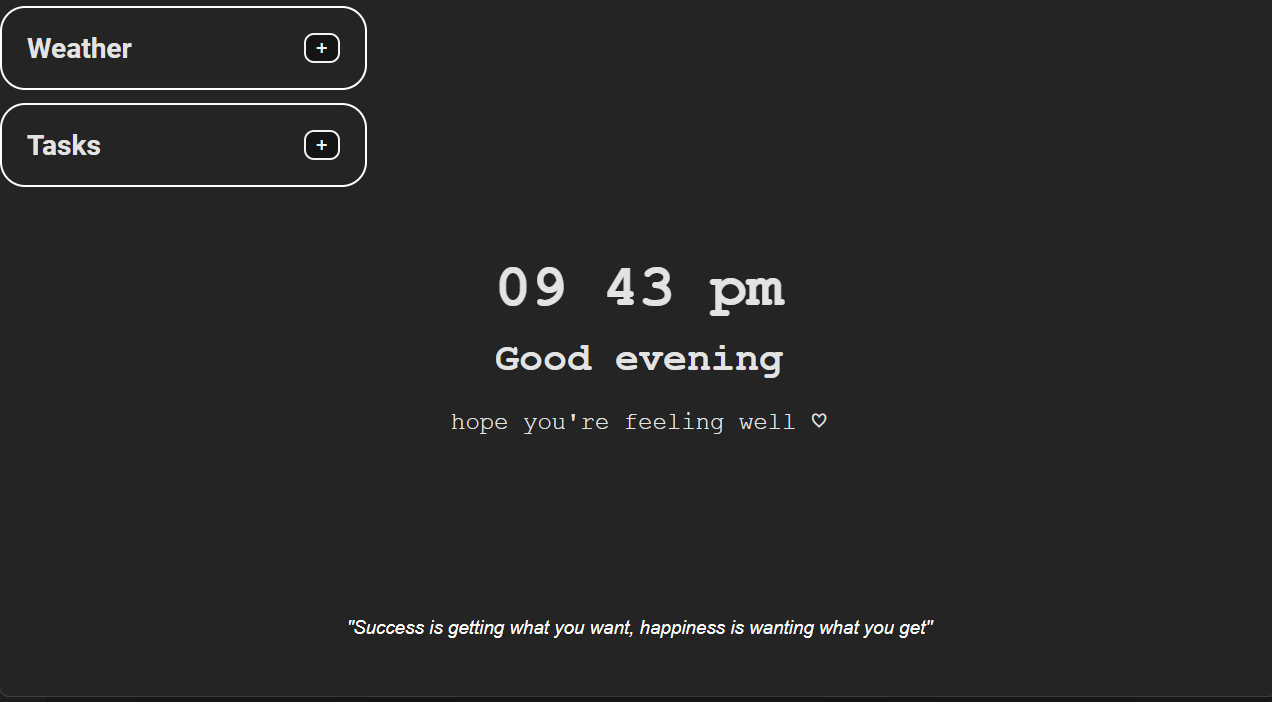 Weather +
Tasks +
09 43 pm
Good evening
hope you're feeling well ♡
"Success is getting what you want, happiness is wanting what you get"